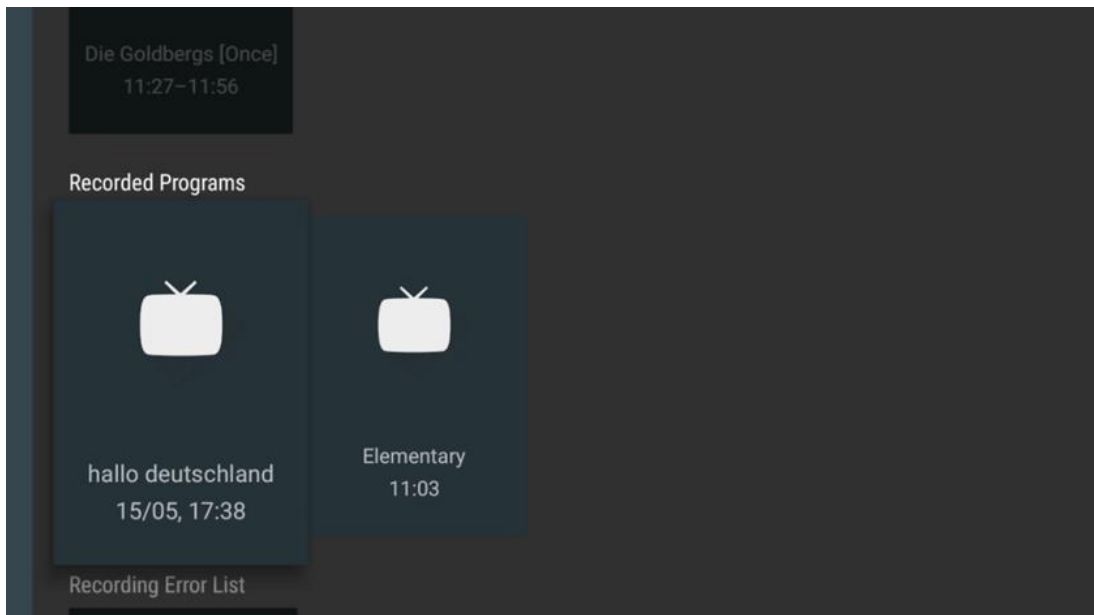 Die Goldbergs [Once]
11:27–11:56
Recorded Programs
hallo deutschland
15/05, 17:38
Elementary
11:03
Recording Error List